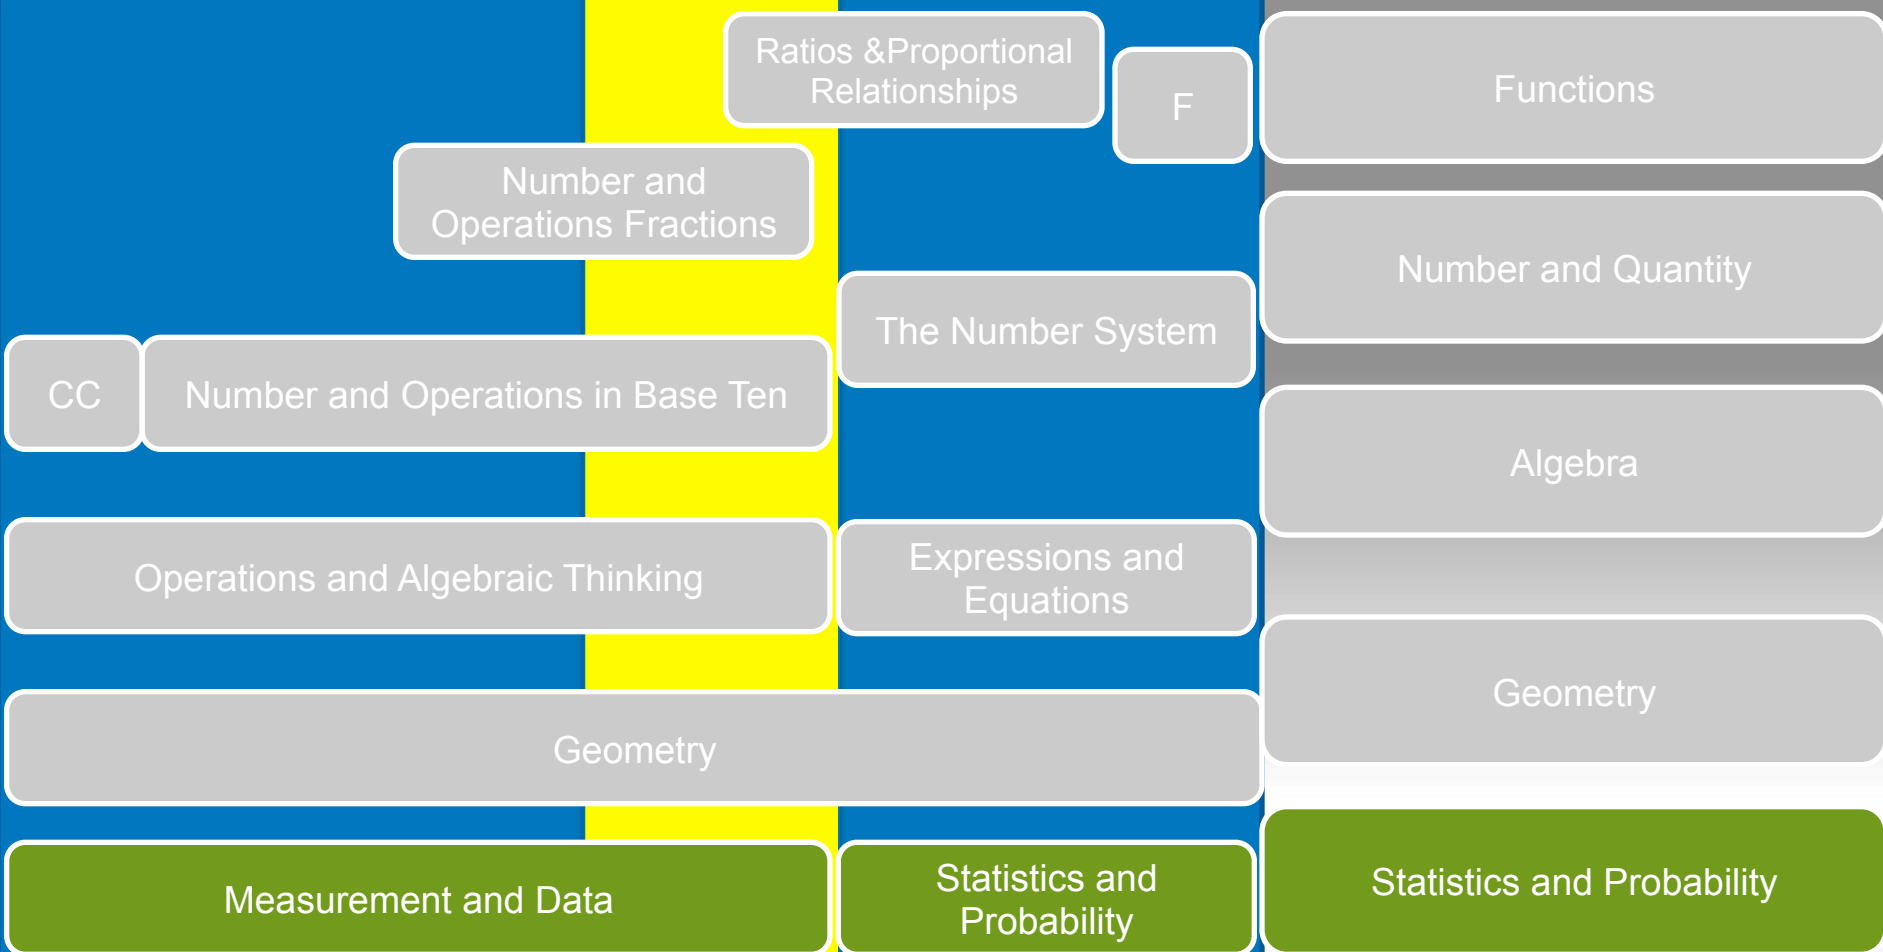 Ratios &Proportional
Relationships
F
Functions
Number and
Operations Fractions
Number and Quantity
The Number System
CC
Number and Operations in Base Ten
Algebra
Operations and Algebraic Thinking
Expressions and
Equations
Geometry
Geometry
Measurement and Data
Statistics and
Probability
Statistics and Probability